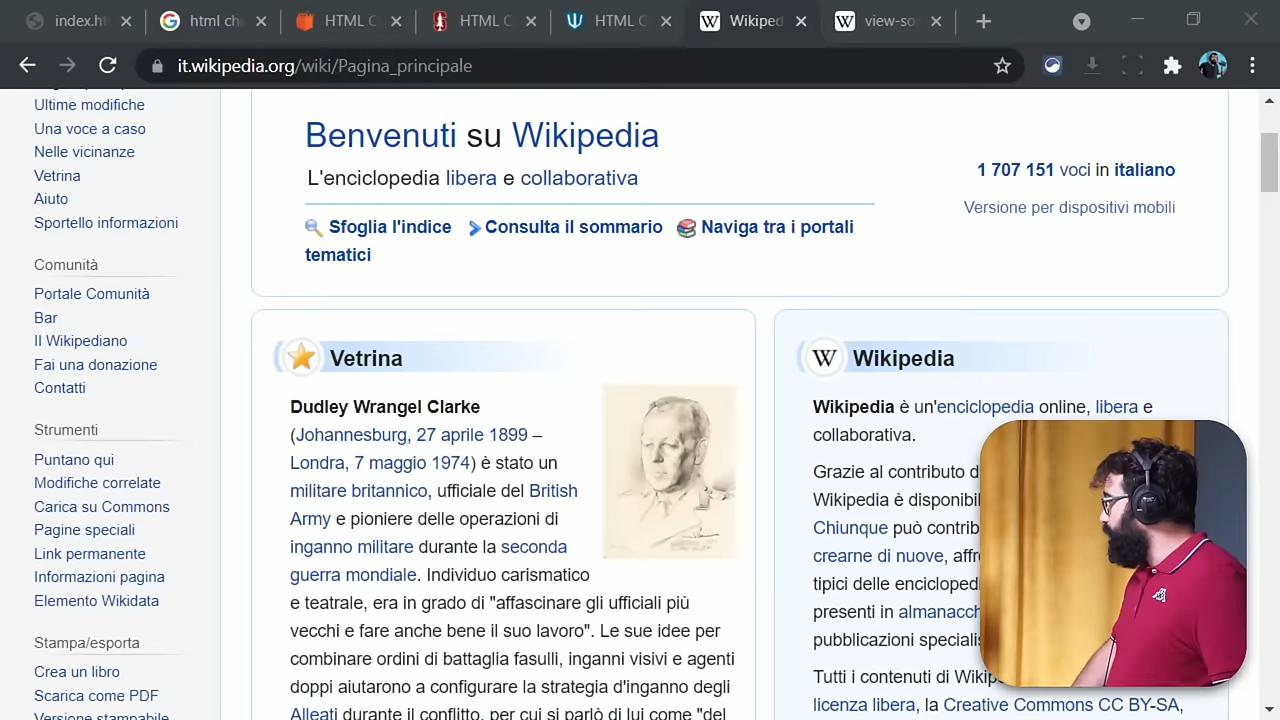 index.h
html ch
HTML C
HTML C
HTML C
Wikiped
view-so
it.wikipedia.org/wiki/Pagina_principale
Ultime modifiche
Una voce a caso
Nelle vicinanze
Vetrina
Aiuto
Sportello informazioni
Comunità
Portale Comunità
Bar
Il Wikipediano
Fai una donazione
Contatti
Strumenti
Puntano qui
Modifiche correlate
Carica su Commons
Pagine speciali
Link permanente
Informazioni pagina
Elemento Wikidata
Stampa/esporta
Crea un libro
Scarica come PDF
Versione stampabile
Benvenuti su Wikipedia
L'enciclopedia libera e collaborativa
Sfoglia l'indice Consulta il sommario Naviga tra i portali
tematici
1 707 151 voci in italiano
Versione per dispositivi mobili
Vetrina
Dudley Wrangel Clarke
(Johannesburg, 27 aprile 1899 –
Londra, 7 maggio 1974) è stato un
militare britannico, ufficiale del British
Army e pioniere delle operazioni di
inganno militare durante la seconda
guerra mondiale. Individuo carismatico
e teatrale, era in grado di "affascinare gli ufficiali più
vecchi e fare anche bene il suo lavoro". Le sue idee per
combinare ordini di battaglia fasulli, inganni visivi e agenti
doppi aiutarono a configurare la strategia d'inganno degli
Alleati durante il conflitto, per cui si parlò di lui come "del
W Wikipedia
Wikipedia è un'enciclopedia online, libera e
collaborativa.
Grazie al contributo d
Wikipedia è disponibil
Chiunque può contrib
crearne di nuove, affr
tipici delle encicloped
presenti in almanacch
pubblicazioni specialis
Tutti i contenuti di Wikip
licenza libera, la Creative Commons CC BY-SA,